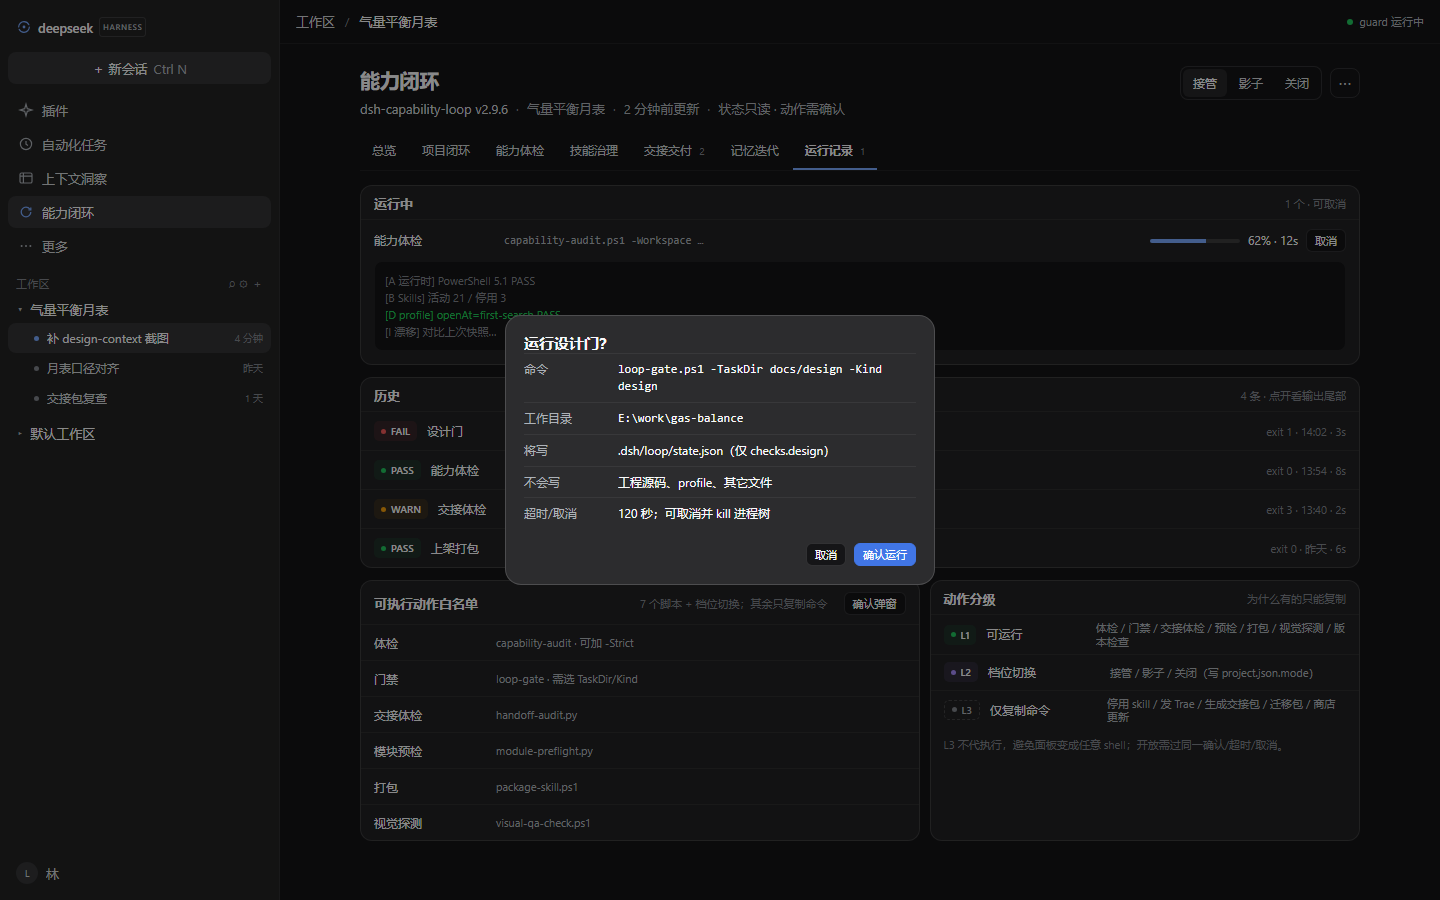 deepseek HARNESS
+ 新会话 Ctrl N
插件
自动化任务
上下文洞察
能力闭环
更多
工作区
气量平衡月表
补 design-context 截图 4 分钟
月表口径对齐 昨天
交接包复查 1 天
默认工作区
L 林
工作区 / 气量平衡月表
guard 运行中
能力闭环
dsh-capability-loop v2.9.6 · 气量平衡月表 · 2 分钟前更新 · 状态只读 · 动作需确认
接管 影子 关闭 ···
总览 项目闭环 能力体检 技能治理 交接交付 2 记忆迭代 运行记录 1
运行中 1 个 · 可取消
能力体检 capability-audit.ps1 -Workspace … 62% · 12s 取消
[A 运行时] PowerShell 5.1 PASS
[B Skills] 活动 21 / 停用 3
[D profile] openAt=first-search PASS
[I 漂移] 对比上次快照...
历史 4 条 · 点开看输出尾部
FAIL 设计门 exit 1 · 14:02 · 3s
PASS 能力体检 exit 0 · 13:54 · 8s
WARN 交接体检 exit 3 · 13:40 · 2s
PASS 上架打包 exit 0 · 昨天 · 6s
运行设计门?
命令 loop-gate.ps1 -TaskDir docs/design -Kind
design
工作目录 E:\work\gas-balance
将写 .dsh/loop/state.json（仅 checks.design）
不会写 工程源码、profile、其它文件
超时/取消 120 秒；可取消并 kill 进程树
取消 确认运行
可执行动作白名单 7 个脚本 + 档位切换；其余只复制命令 确认弹窗
体检 capability-audit · 可加 -Strict
门禁 loop-gate · 需选 TaskDir/Kind
交接体检 handoff-audit.py
模块预检 module-preflight.py
打包 package-skill.ps1
视觉探测 visual-qa-check.ps1
动作分级 为什么有的只能复制
L1 可运行 体检 / 门禁 / 交接体检 / 预检 / 打包 / 视觉探测 / 版
本检查
L2 档位切换 接管 / 影子 / 关闭（写 project.json.mode）
L3 仅复制命令 停用 skill / 发 Trae / 生成交接包 / 迁移包 / 商店
更新
L3 不代执行，避免面板变成任意 shell；开放需过同一确认/超时/取消。